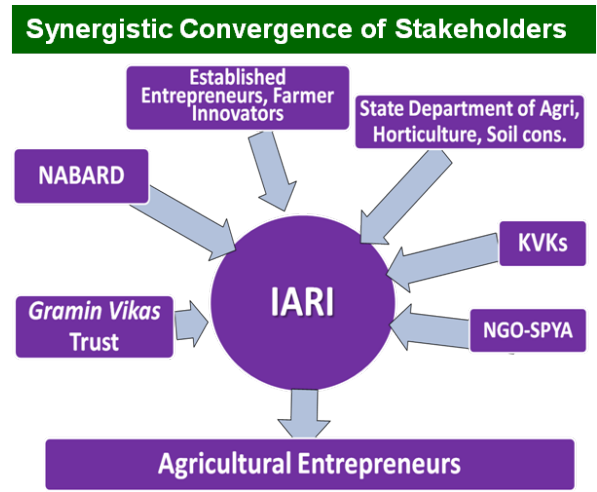 Synergistic Convergence of Stakeholders
Established
Entrepreneurs, Farmer
Innovators
State Department of Agri,
Horticulture, Soil cons.
NABARD
KVKs
IARI
Gramin Vikas
Trust
NGO-SPYA
Agricultural Entrepreneurs